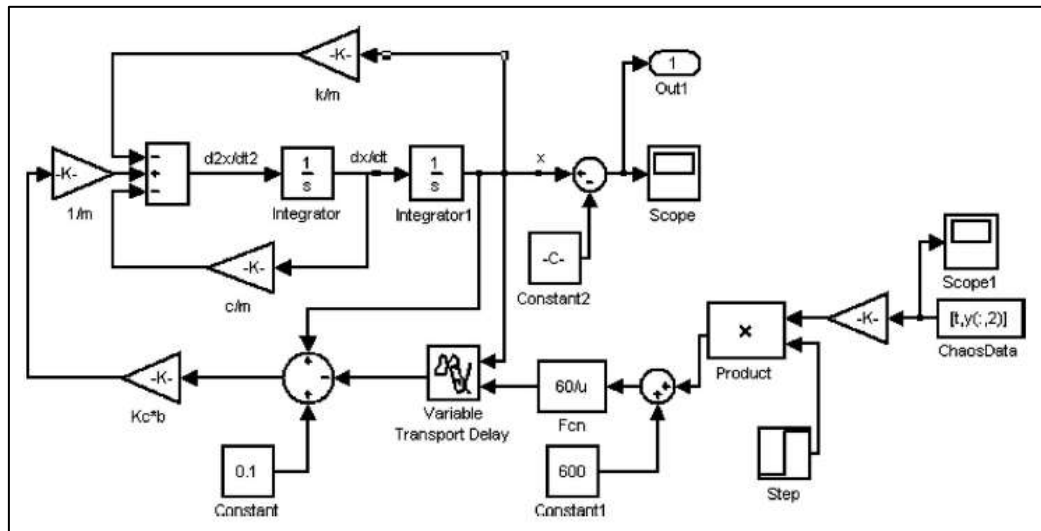 -K-
k/m
1
Out1
-K-
1/m
d2x/dt2
1
s
Integrator
dx/dt
1
s
Integrator1
x
Scope
-K-
c/m
-C-
Constant2
Scope1
-K-
[t,y(:,2)]
ChaosData
×
Product
-K-
Kc*b
Variable
Transport Delay
60/u
Fcn
0.1
Constant
600
Constant1
Step